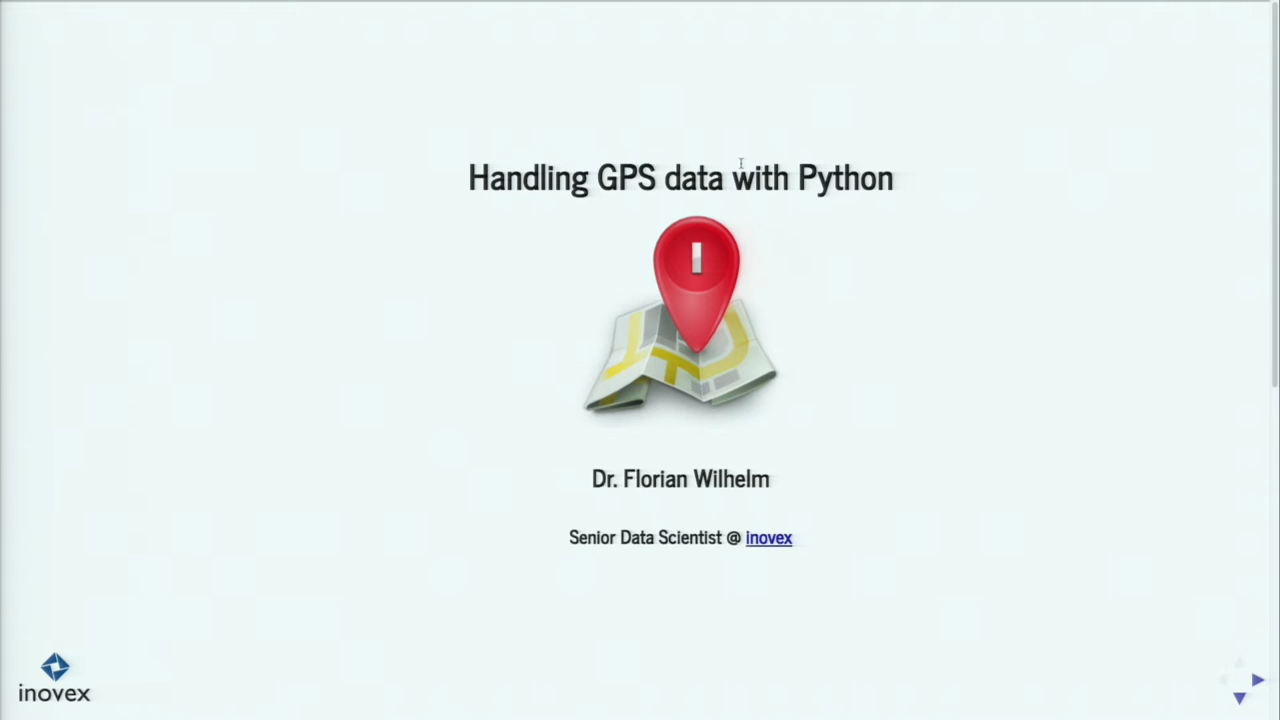 Handling GPS data with Python
Dr. Florian Wilhelm
Senior Data Scientist @ inovex
inovex